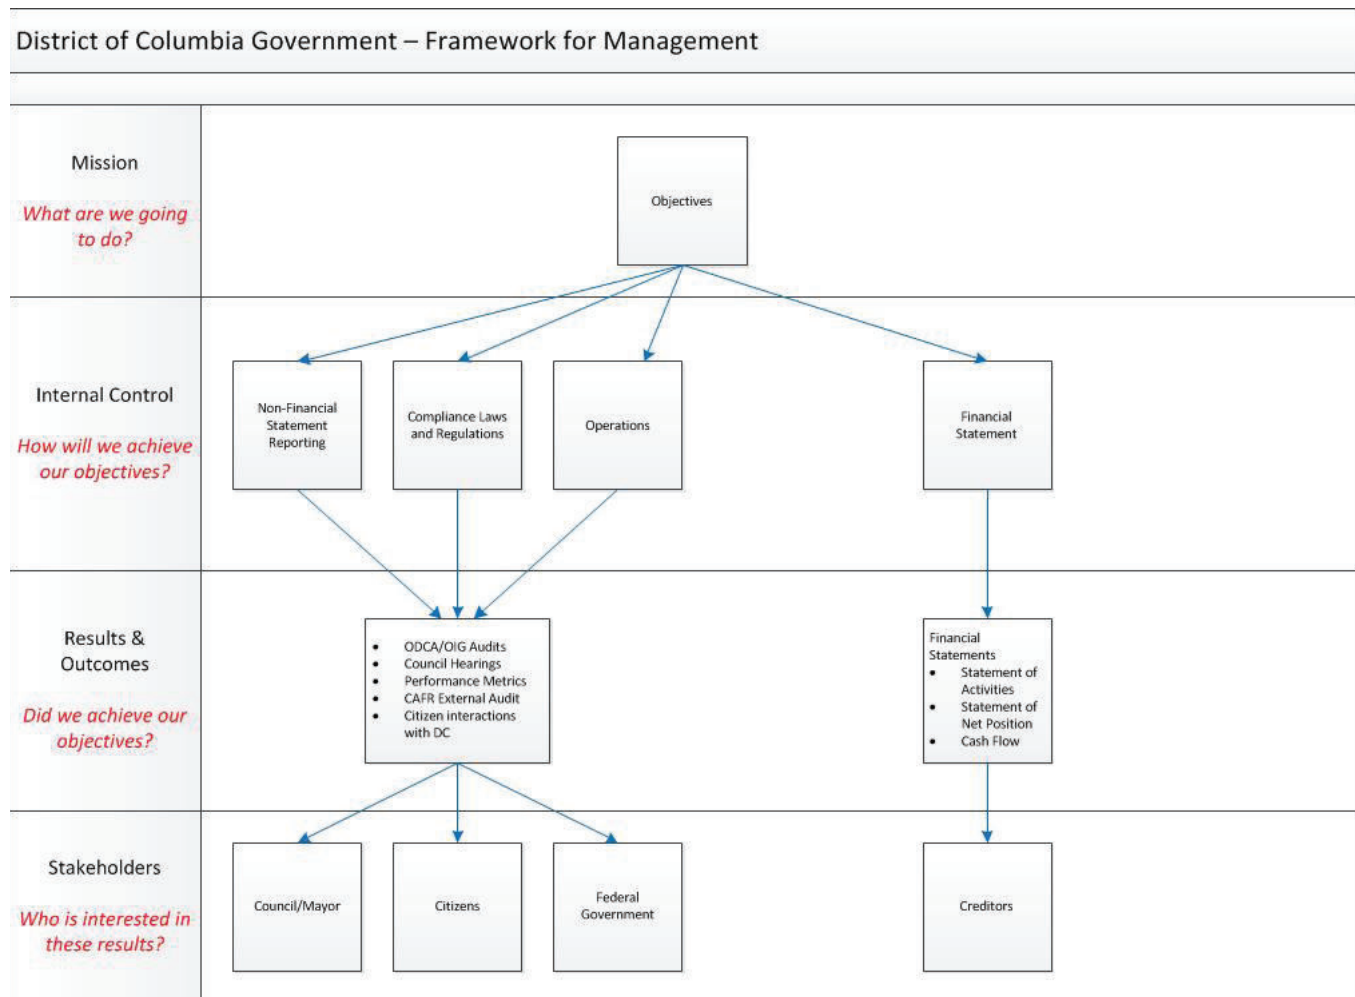 District of Columbia Government – Framework for Management
Mission
What are we going
to do?
Objectives
Internal Control
How will we achieve
our objectives?
Non-Financial
Statement
Reporting
Compliance Laws
and Regulations
Operations
Financial
Statement
Results &
Outcomes
Did we achieve our
objectives?
• ODCA/OIG Audits
• Council Hearings
• Performance Metrics
• CAFR External Audit
• Citizen interactions
with DC
Financial
Statements
• Statement of
Activities
• Statement of
Net Position
• Cash Flow
Stakeholders
Who is interested in
these results?
Council/Mayor
Citizens
Federal
Government
Creditors